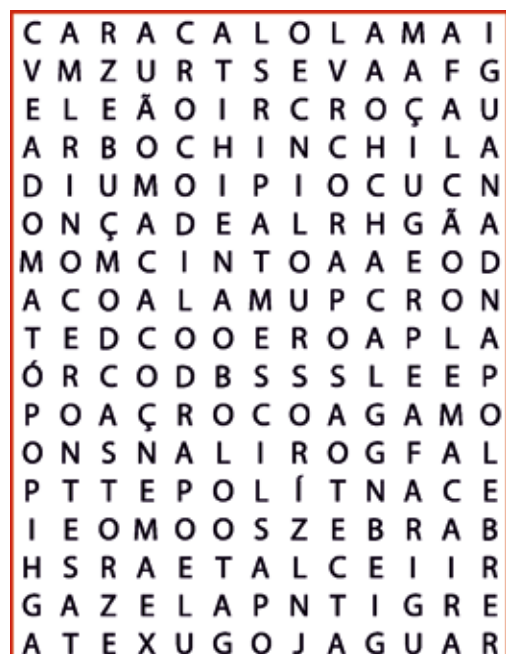 C A R A C A L O L A M A I
V M Z U R T S E V A A F G
E L E Ã O I R C R O Ç A U
A R B O C H I N C H I L A
D I U M O I P I O C U C N
O N Ç A D E A L R H G Ã A
M O M C I N T O A A E O D
A C O A L A M U P C R O N
T E D C O O E R O A P L A
Ó R C O D B S S S L E E P
P O A Ç R O C O A G A M O
O N S N A L I R O G F A L
P T T E P O L Í T N A C E
I E O M O O S Z E B R A B
H S R A E T A L C E I I R
G A Z E L A P N T I G R E
A T E X U G O J A G U A R